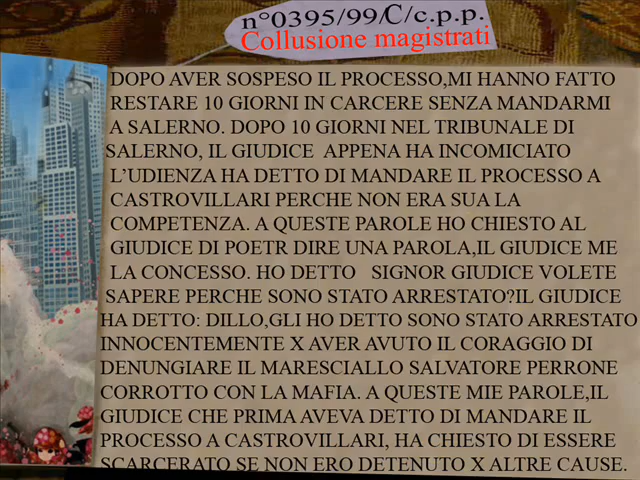 n°0395/99/C/c.p.p.
Collusione magistrati
DOPO AVER SOSPESO IL PROCESSO,MI HANNO FATTO
RESTARE 10 GIORNI IN CARCERE SENZA MANDARMI
A SALERNO. DOPO 10 GIORNI NEL TRIBUNALE DI
SALERNO, IL GIUDICE APPENA HA INCOMICIATO
L'UDIENZA HA DETTO DI MANDARE IL PROCESSO A
CASTROVILLARI PERCHE NON ERA SUA LA
COMPETENZA. A QUESTE PAROLE HO CHIESTO AL
GIUDICE DI POETR DIRE UNA PAROLA,IL GIUDICE ME
LA CONCESSO. HO DETTO SIGNOR GIUDICE VOLETE
SAPERE PERCHE SONO STATO ARRESTATO?IL GIUDICE
HA DETTO: DILLO,GLI HO DETTO SONO STATO ARRESTATO
INNOCENTEMENTE X AVER AVUTO IL CORAGGIO DI
DENUNGIARE IL MARESCIALLO SALVATORE PERRONE
CORROTTO CON LA MAFIA. A QUESTE MIE PAROLE,IL
GIUDICE CHE PRIMA AVEVA DETTO DI MANDARE IL
PROCESSO A CASTROVILLARI, HA CHIESTO DI ESSERE
SCARCERATO SE NON ERO DETENUTO X ALTRE CAUSE.